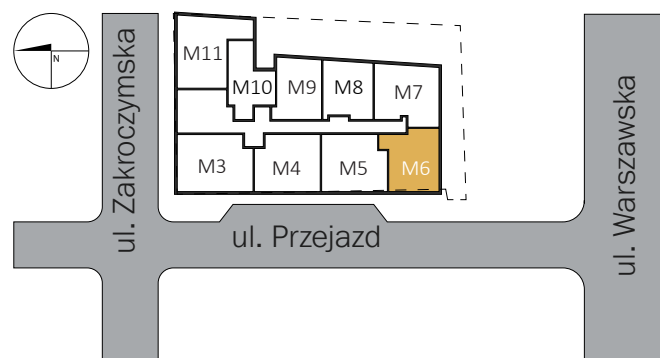 N
M11
M10
M9
M8
M7
M3
M4
M5
M6
ul. Zakroczymska
ul. Przejazd
ul. Warszawska